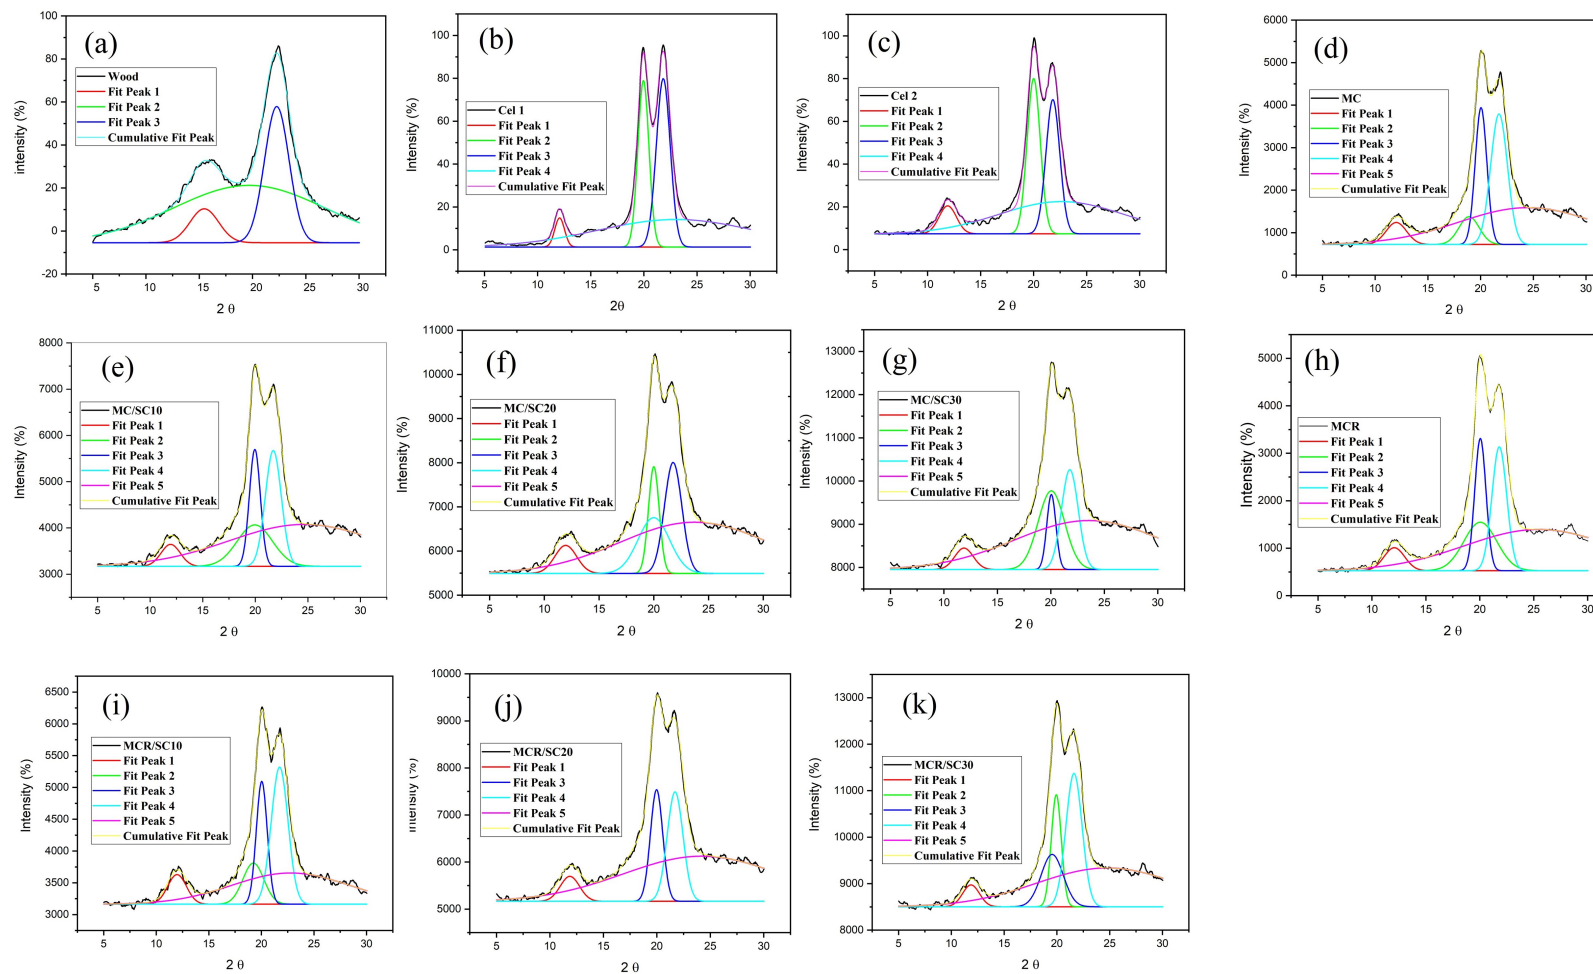 (a)
Wood
Fit Peak 1
Fit Peak 2
Fit Peak 3
Cumulative Fit Peak
intensity (%)
100
80
60
40
20
0
-20
5 10 15 20 25 30
2 θ
(b)
Cel 1
Fit Peak 1
Fit Peak 2
Fit Peak 3
Fit Peak 4
Cumulative Fit Peak
Intensity (%)
100
80
60
40
20
0
5 10 15 20 25 30
2θ
(c)
Cel 2
Fit Peak 1
Fit Peak 2
Fit Peak 3
Fit Peak 4
Cumulative Fit Peak
Intensity (%)
100
80
60
40
20
0
5 10 15 20 25 30
2 θ
(d)
MC
Fit Peak 1
Fit Peak 2
Fit Peak 3
Fit Peak 4
Fit Peak 5
Cumulative Fit Peak
Intensity (%)
6000
5000
4000
3000
2000
1000
0
5 10 15 20 25 30
2 θ
(e)
MC/SC10
Fit Peak 1
Fit Peak 2
Fit Peak 3
Fit Peak 4
Fit Peak 5
Cumulative Fit Peak
Intensity (%)
8000
7000
6000
5000
4000
3000
5 10 15 20 25 30
2 θ
(f)
MC/SC20
Fit Peak 1
Fit Peak 2
Fit Peak 3
Fit Peak 4
Fit Peak 5
Cumulative Fit Peak
Intensity (%)
11000
10000
9000
8000
7000
6000
5000
5 10 15 20 25 30
2 θ
(g)
MC/SC30
Fit Peak 1
Fit Peak 2
Fit Peak 3
Fit Peak 4
Fit Peak 5
Cumulative Fit Peak
Intensity (%)
13000
12000
11000
10000
9000
8000
5 10 15 20 25 30
2 θ
(h)
MCR
Fit Peak 1
Fit Peak 2
Fit Peak 3
Fit Peak 4
Fit Peak 5
Cumulative Fit Peak
Intensity (%)
5000
4000
3000
2000
1000
0
5 10 15 20 25 30
2 θ
(i)
MCR/SC10
Fit Peak 1
Fit Peak 2
Fit Peak 3
Fit Peak 4
Fit Peak 5
Cumulative Fit Peak
Intensity (%)
6500
6000
5500
5000
4500
4000
3500
3000
5 10 15 20 25 30
2 θ
(j)
MCR/SC20
Fit Peak 1
Fit Peak 3
Fit Peak 4
Fit Peak 5
Cumulative Fit Peak
Intensity (%)
10000
9000
8000
7000
6000
5000
5 10 15 20 25 30
2 θ
(k)
MCR/SC30
Fit Peak 1
Fit Peak 2
Fit Peak 3
Fit Peak 4
Fit Peak 5
Cumulative Fit Peak
Intensity (%)
13000
12000
11000
10000
9000
8000
5 10 15 20 25 30
2 θ